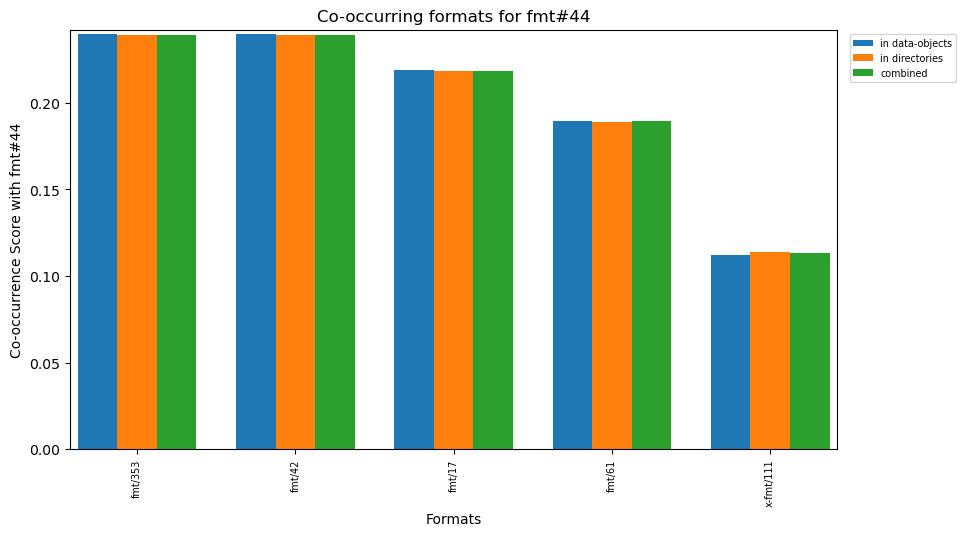 Co-occurring formats for fmt#44
in data-objects
in directories
combined
Co-occurrence Score with fmt#44
0.20
0.15
0.10
0.05
0.00
fmt/353
fmt/42
fmt/17
fmt/61
x-fmt/111
Formats